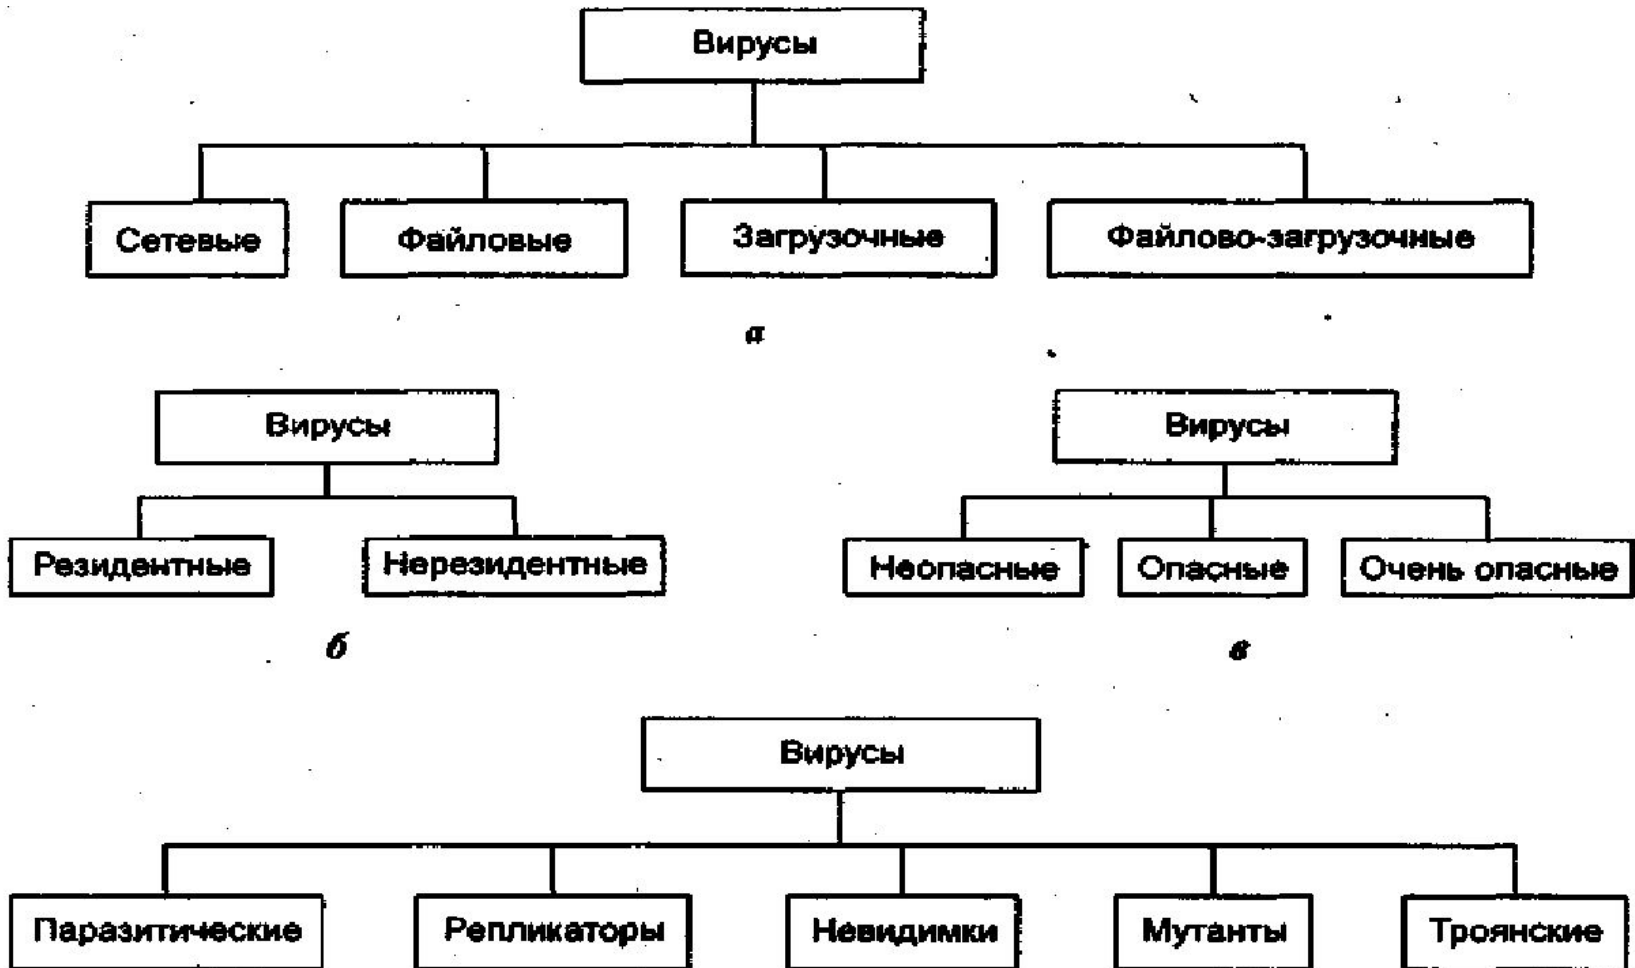 Вирусы
Сетевые Файловые Загрузочные Файлово-загрузочные
а
Вирусы Вирусы
Резидентные Нерезидентные Неопасные Опасные Очень опасные
б в
Вирусы
Паразитические Репликаторы Невидимки Мутанты Троянские